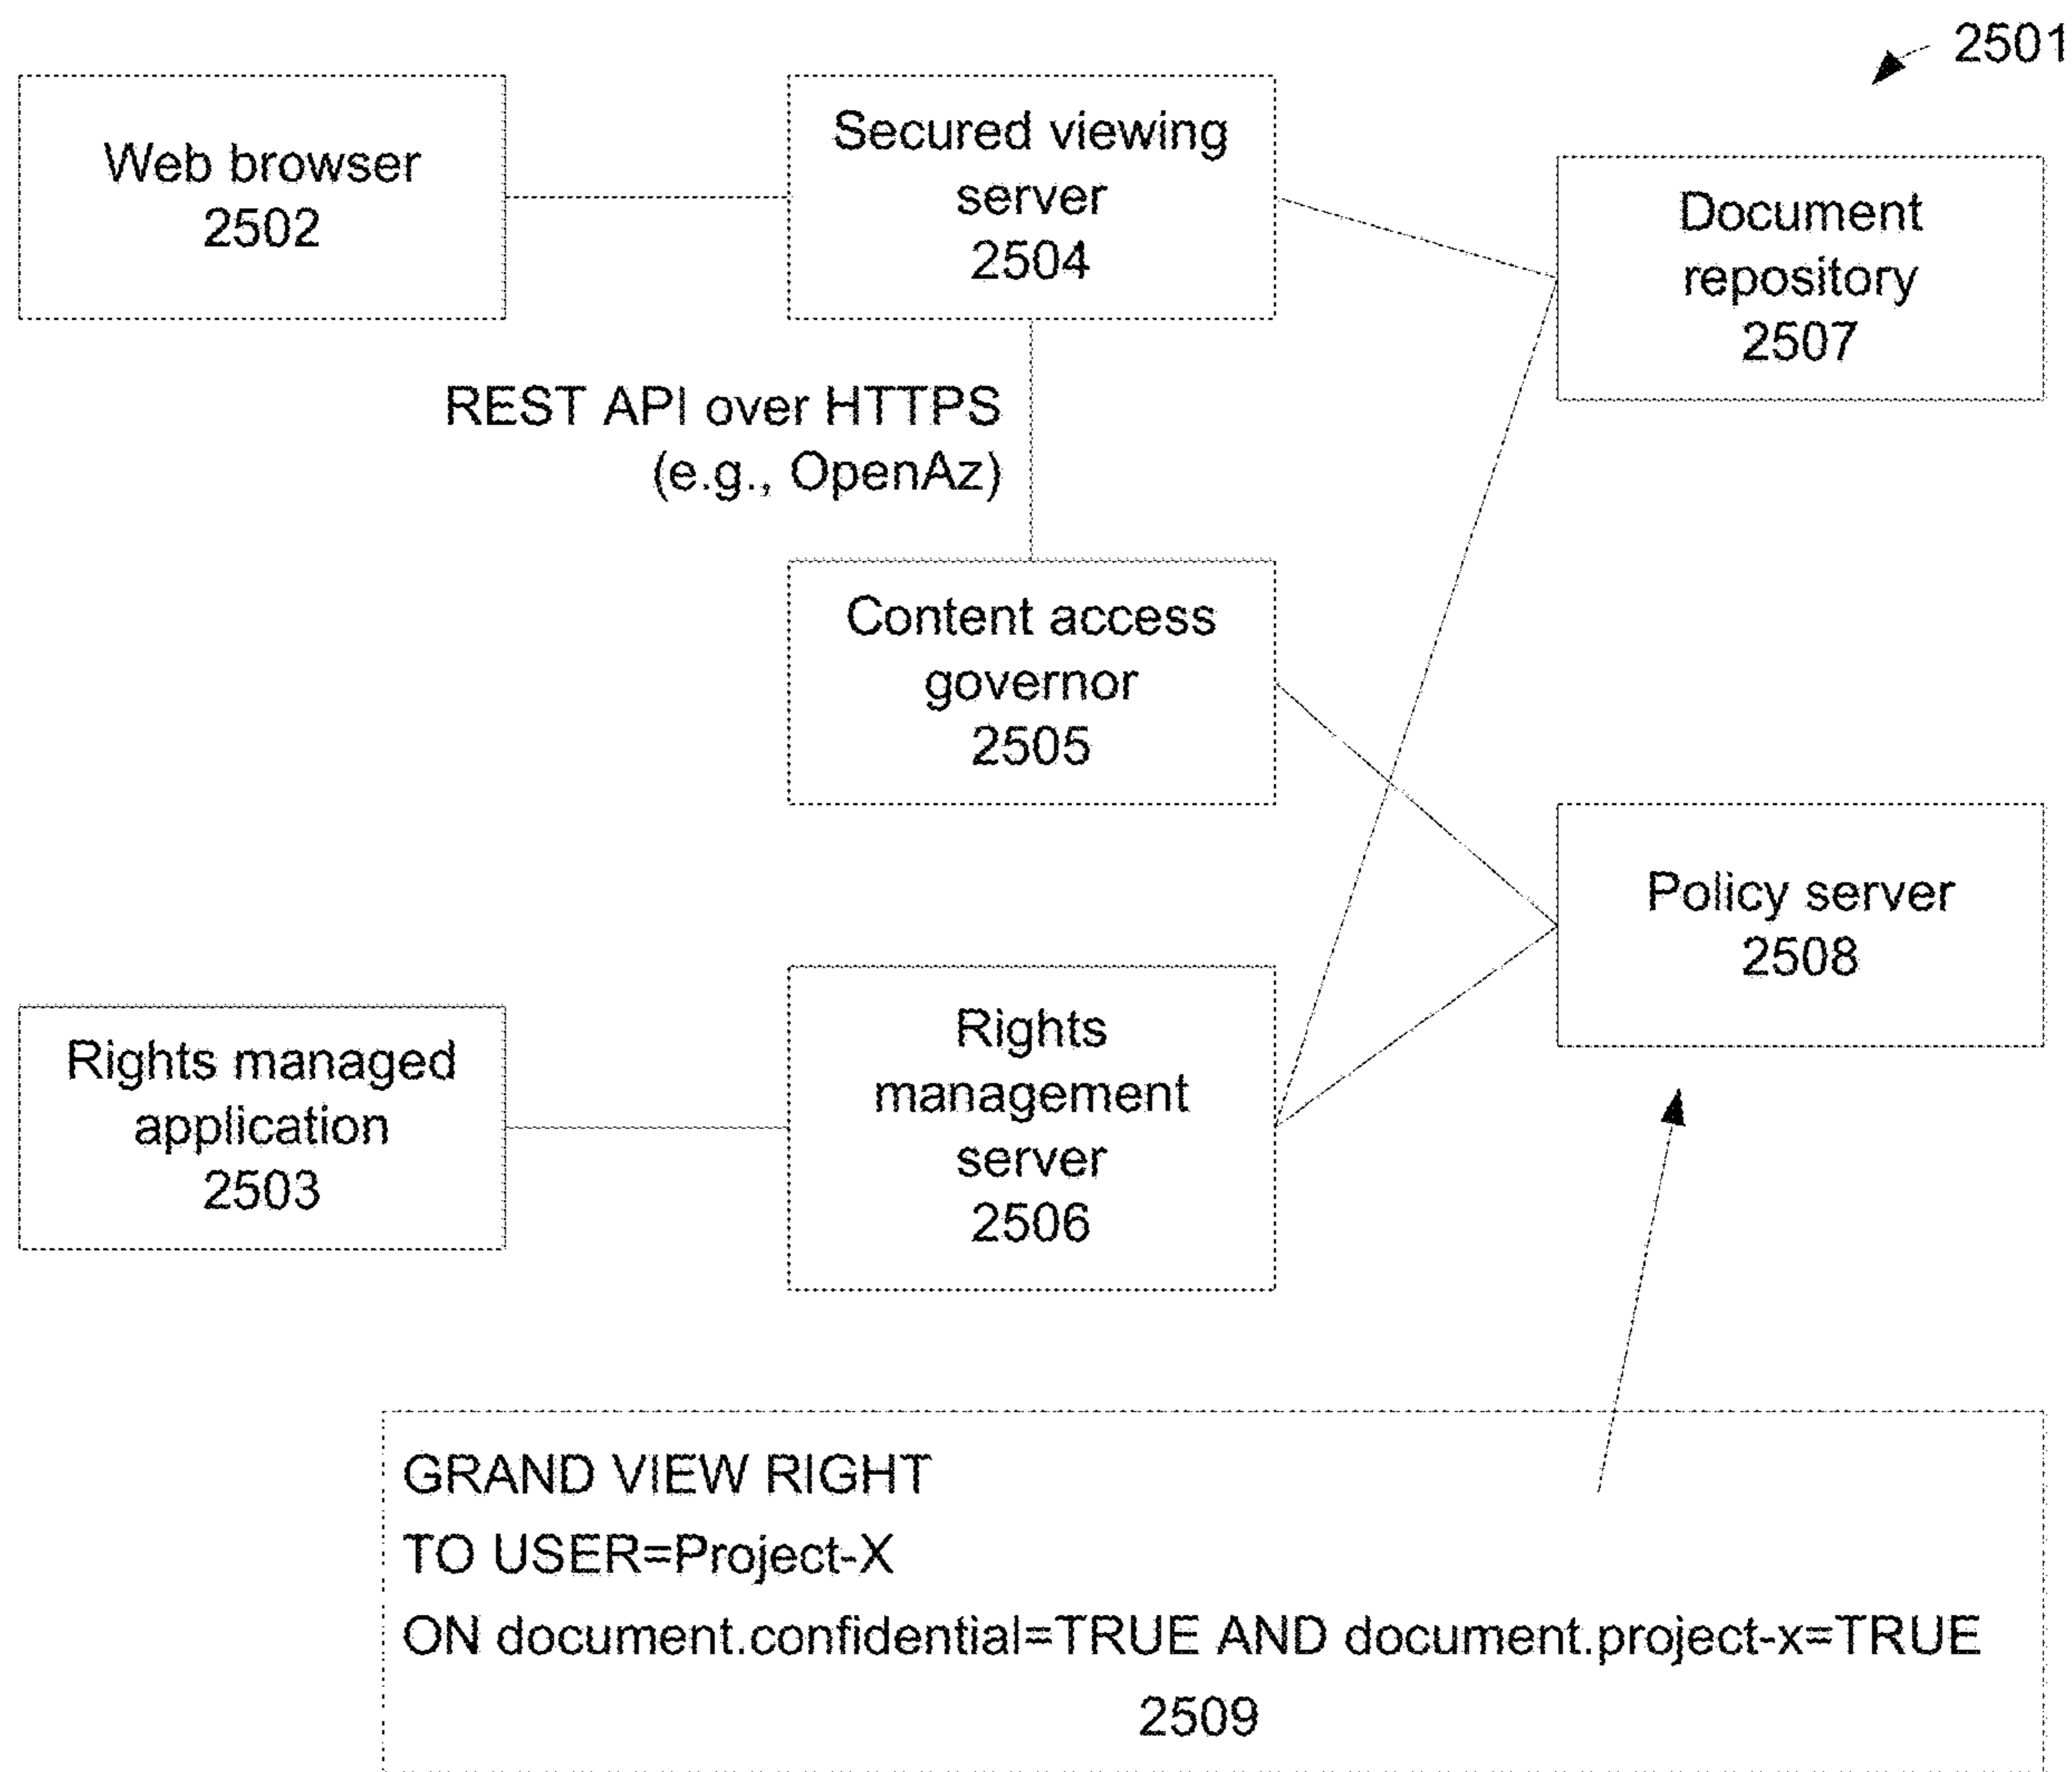 2501
Web browser
2502
Secured viewing
server
2504
Document
repository
2507
REST API over HTTPS
(e.g., OpenAz)
Content access
governor
2505
Policy server
2508
Rights managed
application
2503
Rights
management
server
2506
GRAND VIEW RIGHT
TO USER=Project-X
ON document.confidential=TRUE AND document.project-x=TRUE
2509